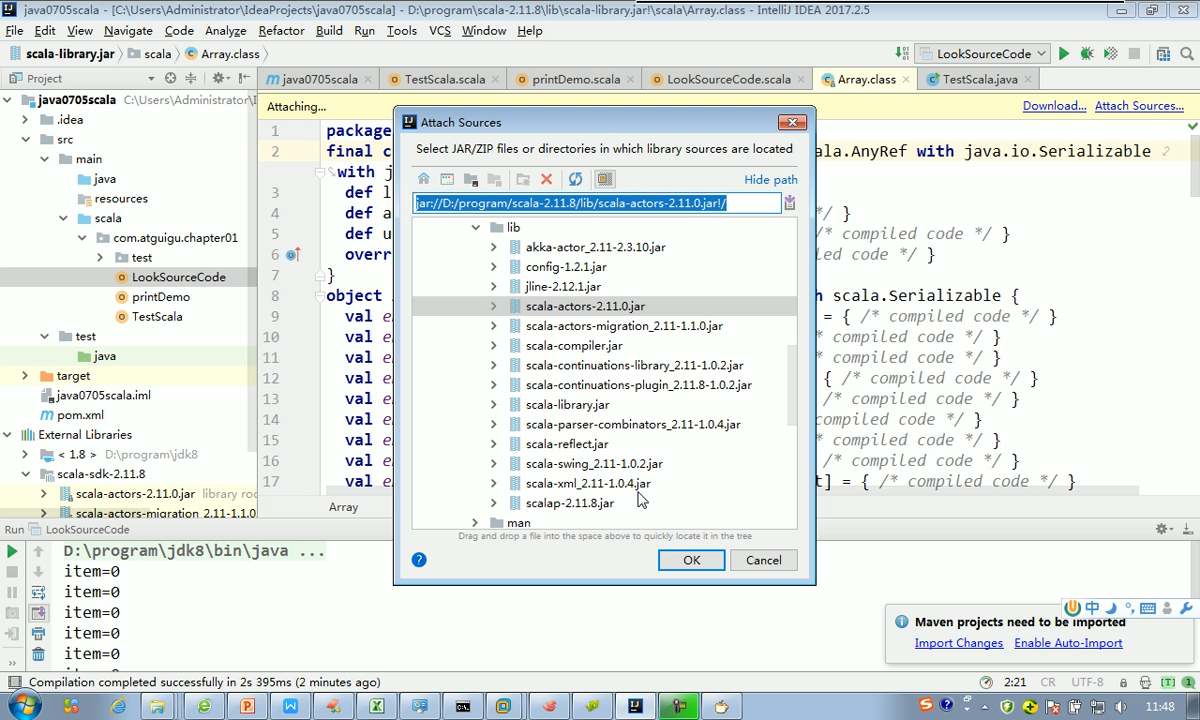 java0705scala - [C:\Users\Administrator\IdeaProjects\java0705scala] - D:\program\scala-2.11.8\lib\scala-library.jar!\scala\Array.class - IntelliJ IDEA 2017.2.5
File Edit View Navigate Code Analyze Refactor Build Run Tools VCS Window Help
scala-library.jar scala Array.class LookSourceCode
Project java0705scala TestScala.scala printDemo.scala LookSourceCode.scala Array.class TestScala.java
Attaching... Download... Attach Sources...
java0705scala C:\Users\Administrator\I
.idea
src
main
java
resources
scala
com.atguigu.chapter01
test
LookSourceCode
printDemo
TestScala
test
java
target
java0705scala.iml
pom.xml
External Libraries
< 1.8 > D:\program\jdk8
scala-sdk-2.11.8
scala-actors-2.11.0.jar library roo
scala-actors-migration_2.11-1.1.0
1 package
2 final c ala.AnyRef with java.io.Serializable
with j
3 def l
4 def a */ }
5 def u /* compiled code */ }
6 overr led code */ }
7 }
8 object h scala.Serializable {
9 val e = { /* compiled code */ }
10 val e * compiled code */ }
11 val e * compiled code */ }
12 val e { /* compiled code */ }
13 val e /* compiled code */ }
14 val e compiled code */ }
15 val e * compiled code */ }
16 val e /* compiled code */ }
17 val e t] = { /* compiled code */ }
Array
Attach Sources
Select JAR/ZIP files or directories in which library sources are located
Hide path
jar://D:/program/scala-2.11.8/lib/scala-actors-2.11.0.jar!/
lib
akka-actor_2.11-2.3.10.jar
config-1.2.1.jar
jline-2.12.1.jar
scala-actors-2.11.0.jar
scala-actors-migration_2.11-1.1.0.jar
scala-compiler.jar
scala-continuations-library_2.11-1.0.2.jar
scala-continuations-plugin_2.11.8-1.0.2.jar
scala-library.jar
scala-parser-combinators_2.11-1.0.4.jar
scala-reflect.jar
scala-swing_2.11-1.0.2.jar
scala-xml_2.11-1.0.4.jar
scalap-2.11.8.jar
man
Drag and drop a file into the space above to quickly locate it in the tree
OK Cancel
Run LookSourceCode
D:\program\jdk8\bin\java ...
item=0
item=0
item=0
item=0
item=0
中
Maven projects need to be imported
Import Changes Enable Auto-Import
Compilation completed successfully in 2s 395ms (2 minutes ago) 2:21 CR UTF-8 [T] 1
11:48